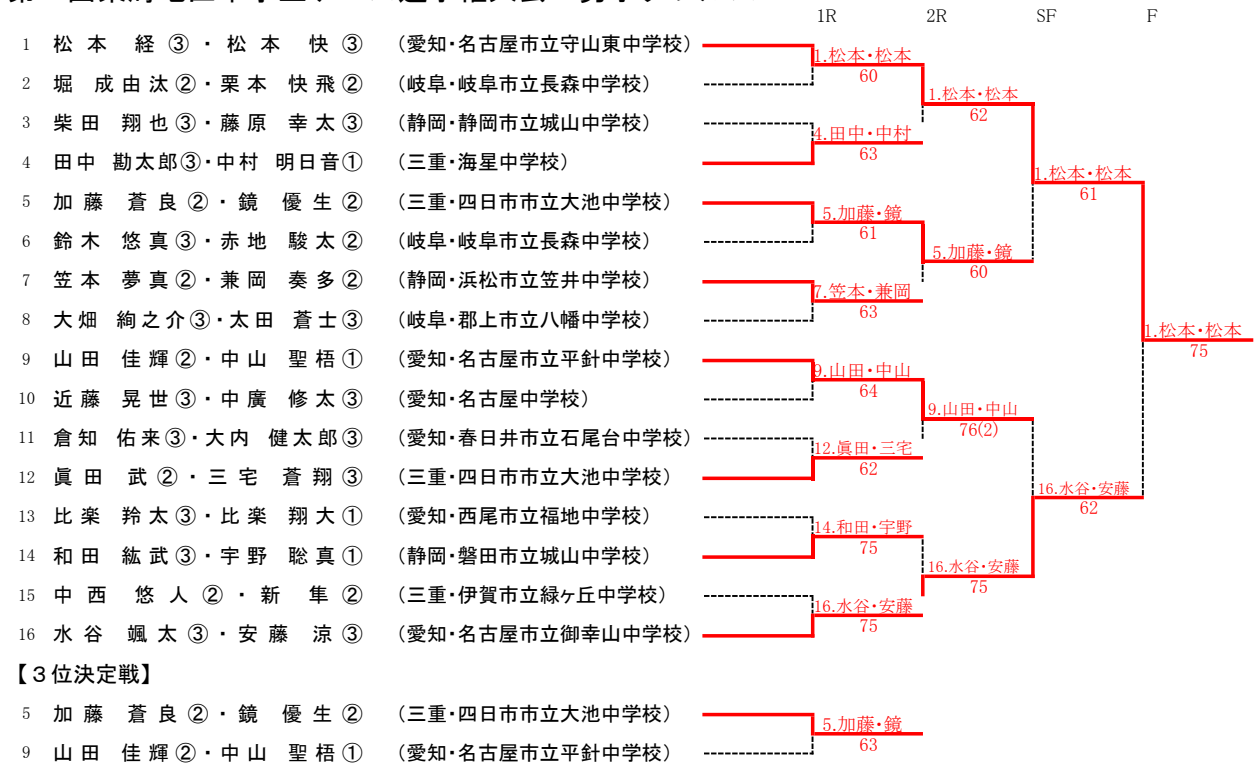 1R 2R SF F
1 松本 経③・松本 快③ (愛知・名古屋市立守山東中学校)
1.松本・松本
60
2 堀 成由汰②・栗本 快飛② (岐阜・岐阜市立長森中学校)
1.松本・松本
62
3 柴田 翔也③・藤原 幸太③ (静岡・静岡市立城山中学校)
4.田中・中村
63
4 田中 勘太郎③・中村 明日音① (三重・海星中学校)
1.松本・松本
61
5 加藤 蒼良②・鏡 優生② (三重・四日市市立大池中学校)
5.加藤・鏡
61
6 鈴木 悠真③・赤地 駿太② (岐阜・岐阜市立長森中学校)
5.加藤・鏡
60
7 笠本 夢真②・兼岡 奏多② (静岡・浜松市立笠井中学校)
7.笠本・兼岡
63
8 大畑 絢之介③・太田 蒼士③ (岐阜・郡上市立八幡中学校)
1.松本・松本
75
9 山田 佳輝②・中山 聖梧① (愛知・名古屋市立平針中学校)
9.山田・中山
64
10 近藤 晃世③・中廣 修太③ (愛知・名古屋中学校)
9.山田・中山
76(2)
11 倉知 佑来③・大内 健太郎③ (愛知・春日井市立石尾台中学校)
12.眞田・三宅
62
12 眞田 武②・三宅 蒼翔③ (三重・四日市市立大池中学校)
16.水谷・安藤
62
13 比楽 羚太③・比楽 翔大① (愛知・西尾市立福地中学校)
14.和田・宇野
75
14 和田 紘武③・宇野 聡真① (静岡・磐田市立城山中学校)
16.水谷・安藤
75
15 中西 悠人②・新 隼② (三重・伊賀市立緑ヶ丘中学校)
16.水谷・安藤
75
16 水谷 颯太③・安藤 涼③ (愛知・名古屋市立御幸山中学校)
【3位決定戦】
5 加藤 蒼良②・鏡 優生② (三重・四日市市立大池中学校)
5.加藤・鏡
63
9 山田 佳輝②・中山 聖梧① (愛知・名古屋市立平針中学校)